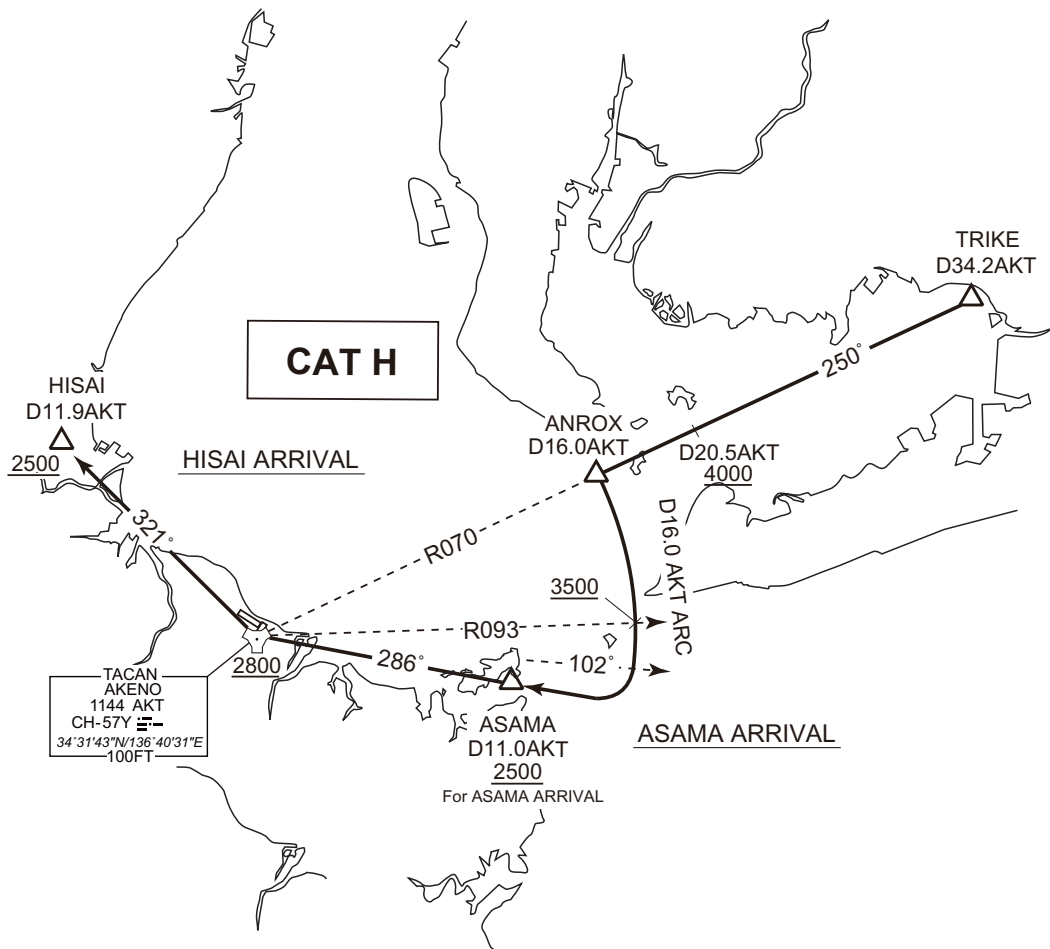 TRIKE
D34.2AKT
250°
CAT H
HISAI
D11.9AKT
2500
HISAI ARRIVAL
ANROX
D16.0AKT
D20.5AKT
4000
321°
R070
D16.0 AKT ARC
3500
R093
2800
286°
102°
TACAN
AKENO
1144 AKT
CH-57Y
34°31'43"N/136°40'31"E
100FT
ASAMA
D11.0AKT
2500
For ASAMA ARRIVAL
ASAMA ARRIVAL